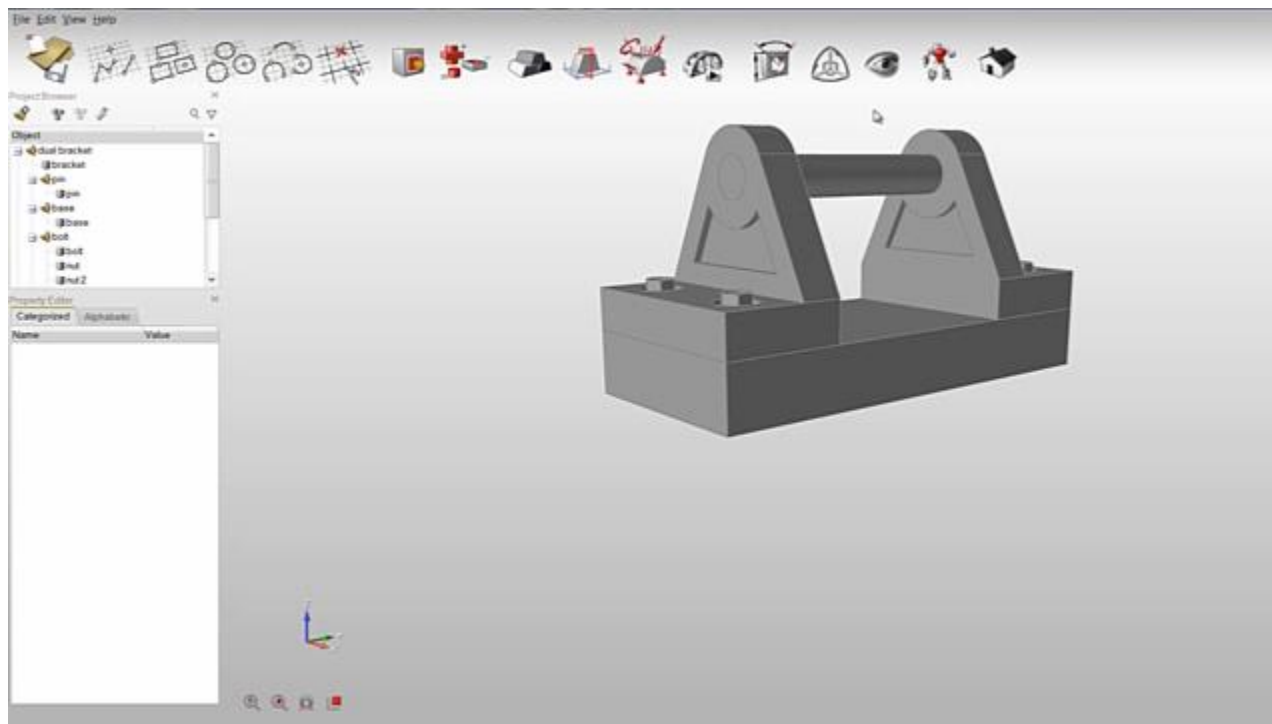 File Edit View Help
Project Browser
Object
dual bracket
bracket
pin
pin
base
base
bolt
bolt
nut
nut2
Property Editor
Categorized Alphabetic
Name Value